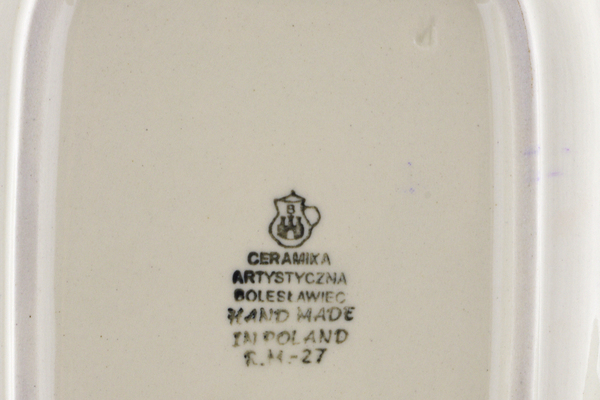 B
CERAMIKA
ARTYSTYCZNA
BOLESŁAWIEC
HAND MADE
IN POLAND
R.M.-27